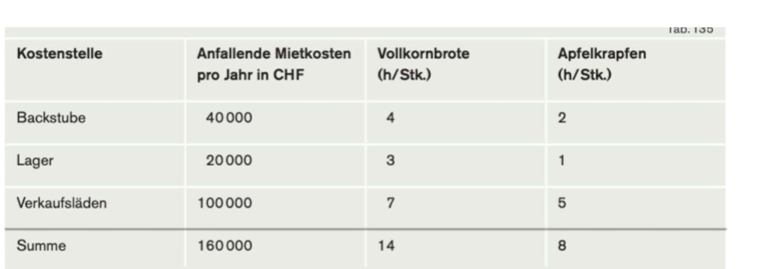 Tab. 135
Kostenstelle Anfallende Mietkosten Vollkornbrote Apfelkrapfen
pro Jahr in CHF (h/Stk.) (h/Stk.)
Backstube 40 000 4 2
Lager 20 000 3 1
Verkaufsläden 100 000 7 5
Summe 160 000 14 8